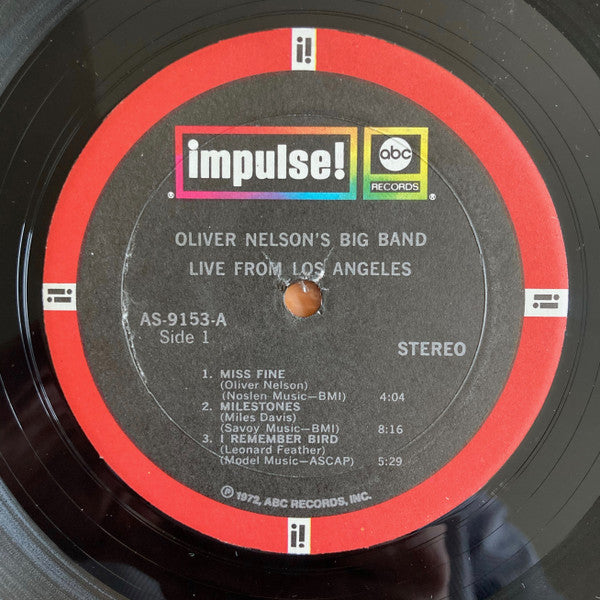 i!
impulse!
abc
RECORDS
®
®
OLIVER NELSON'S BIG BAND
LIVE FROM LOS ANGELES
i!
i!
AS-9153-A
Side 1
STEREO
1. MISS FINE
(Oliver Nelson)
(Noslen Music—BMI) 4:04
2. MILESTONES
(Miles Davis)
(Savoy Music—BMI) 8:16
3. I REMEMBER BIRD
(Leonard Feather)
(Model Music—ASCAP) 5:29
℗ 1972, ABC RECORDS, INC.
i!